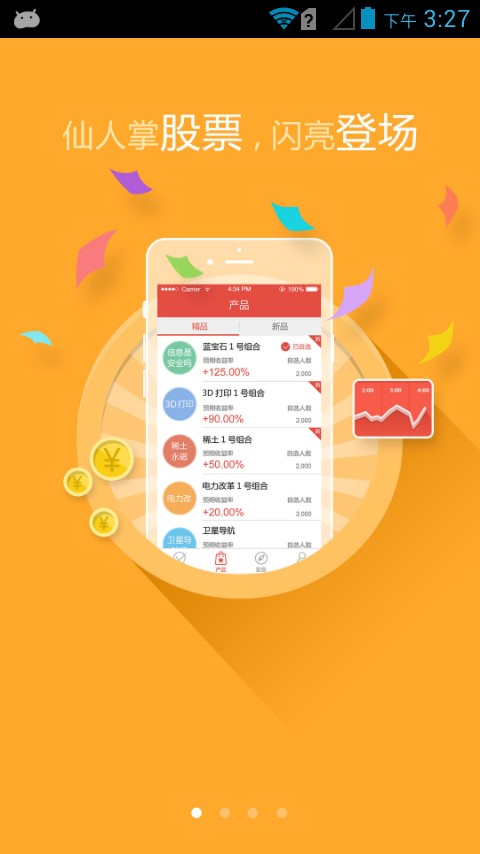 下午 3:27
仙人掌股票，闪亮登场
Carrier 4:34 PM 100%
产品
精品 新品
信息是安全吗
蓝宝石1号组合 已自选
预期收益率 自选人数
+125.00% 2,000
3D打印
3D 打印 1 号组合
预期收益率 自选人数
+90.00% 2,000
稀土永磁
稀土 1 号组合
预期收益率 自选人数
+50.00% 2,000
电力改
电力改革 1 号组合
预期收益率 自选人数
+20.00% 2,000
卫星导
卫星导航
预期收益率 自选人数
产品
2:00 3:00 4:00
¥
¥
¥